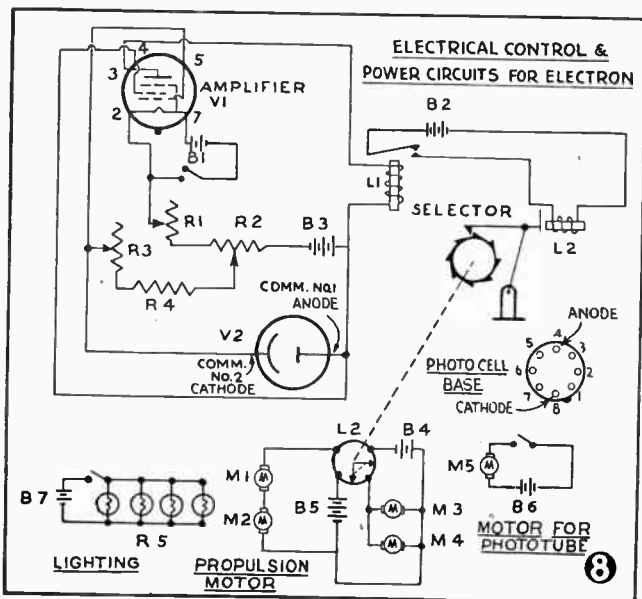 ELECTRICAL CONTROL &
POWER CIRCUITS FOR ELECTRON
4
5
3
AMPLIFIER
V1
2
7
B1
B2
L1
SELECTOR
L2
R1
R2
B3
R3
R4
COMM. NO.1
ANODE
V2
COMM.
NO.2
CATHODE
ANODE
4
5
3
6
2
7
1
8
PHOTO CELL
BASE
CATHODE
L2
B4
M1
M2
B5
M3
M4
M5
B6
B7
R5
LIGHTING
PROPULSION
MOTOR
MOTOR FOR
PHOTOTUBE
8